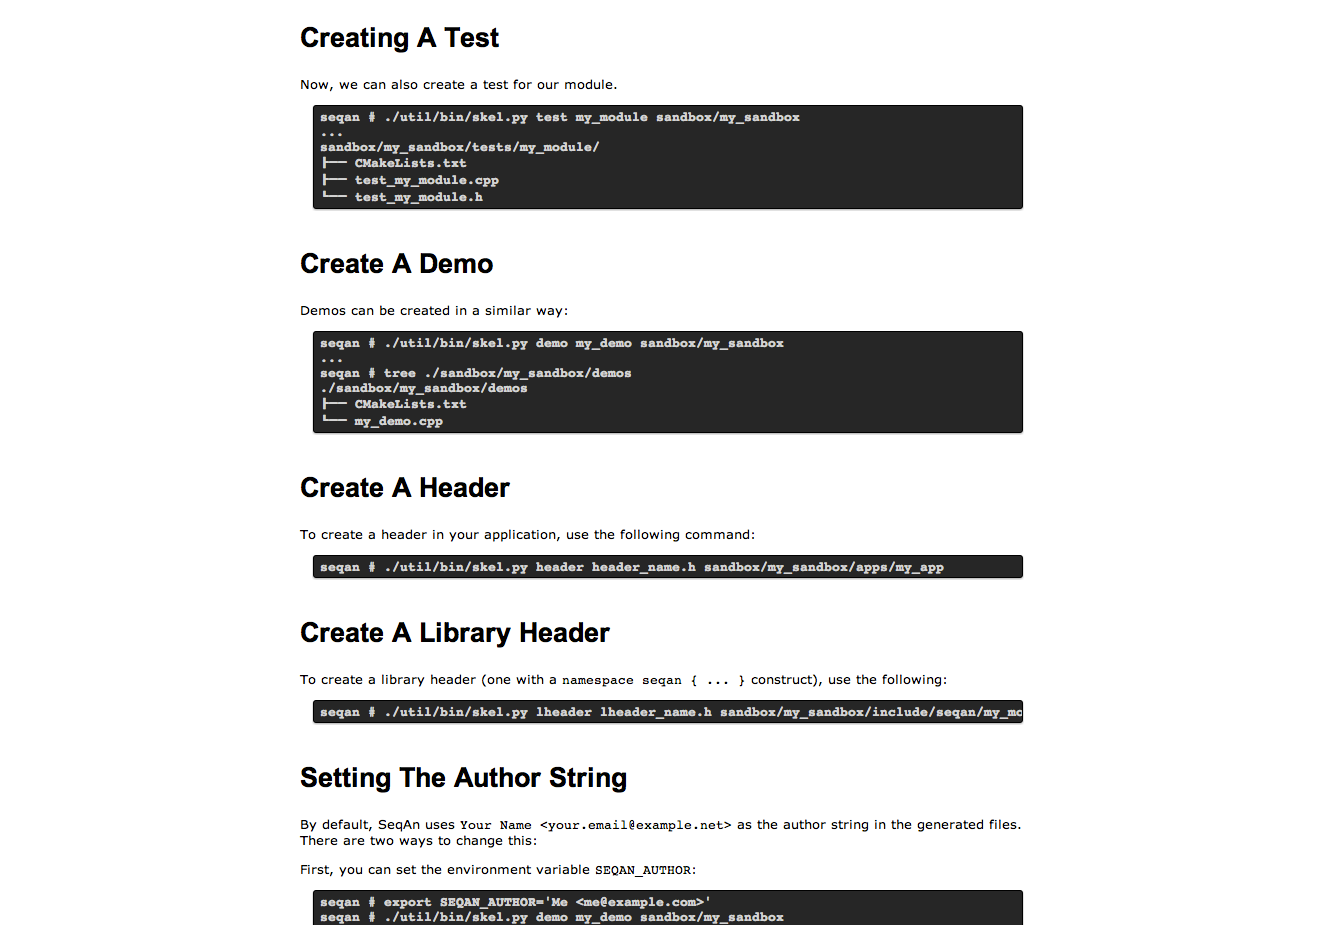 Creating A Test
Now, we can also create a test for our module.
seqan # ./util/bin/skel.py test my_module sandbox/my_sandbox
...
sandbox/my_sandbox/tests/my_module/
├── CMakeLists.txt
├── test_my_module.cpp
└── test_my_module.h
Create A Demo
Demos can be created in a similar way:
seqan # ./util/bin/skel.py demo my_demo sandbox/my_sandbox
...
seqan # tree ./sandbox/my_sandbox/demos
./sandbox/my_sandbox/demos
├── CMakeLists.txt
└── my_demo.cpp
Create A Header
To create a header in your application, use the following command:
seqan # ./util/bin/skel.py header header_name.h sandbox/my_sandbox/apps/my_app
Create A Library Header
To create a library header (one with a namespace seqan { ... } construct), use the following:
seqan # ./util/bin/skel.py lheader lheader_name.h sandbox/my_sandbox/include/seqan/my_mo
Setting The Author String
By default, SeqAn uses Your Name <your.email@example.net> as the author string in the generated files.
There are two ways to change this:
First, you can set the environment variable SEQAN_AUTHOR:
seqan # export SEQAN_AUTHOR='Me <me@example.com>'
seqan # ./util/bin/skel.py demo my_demo sandbox/my_sandbox